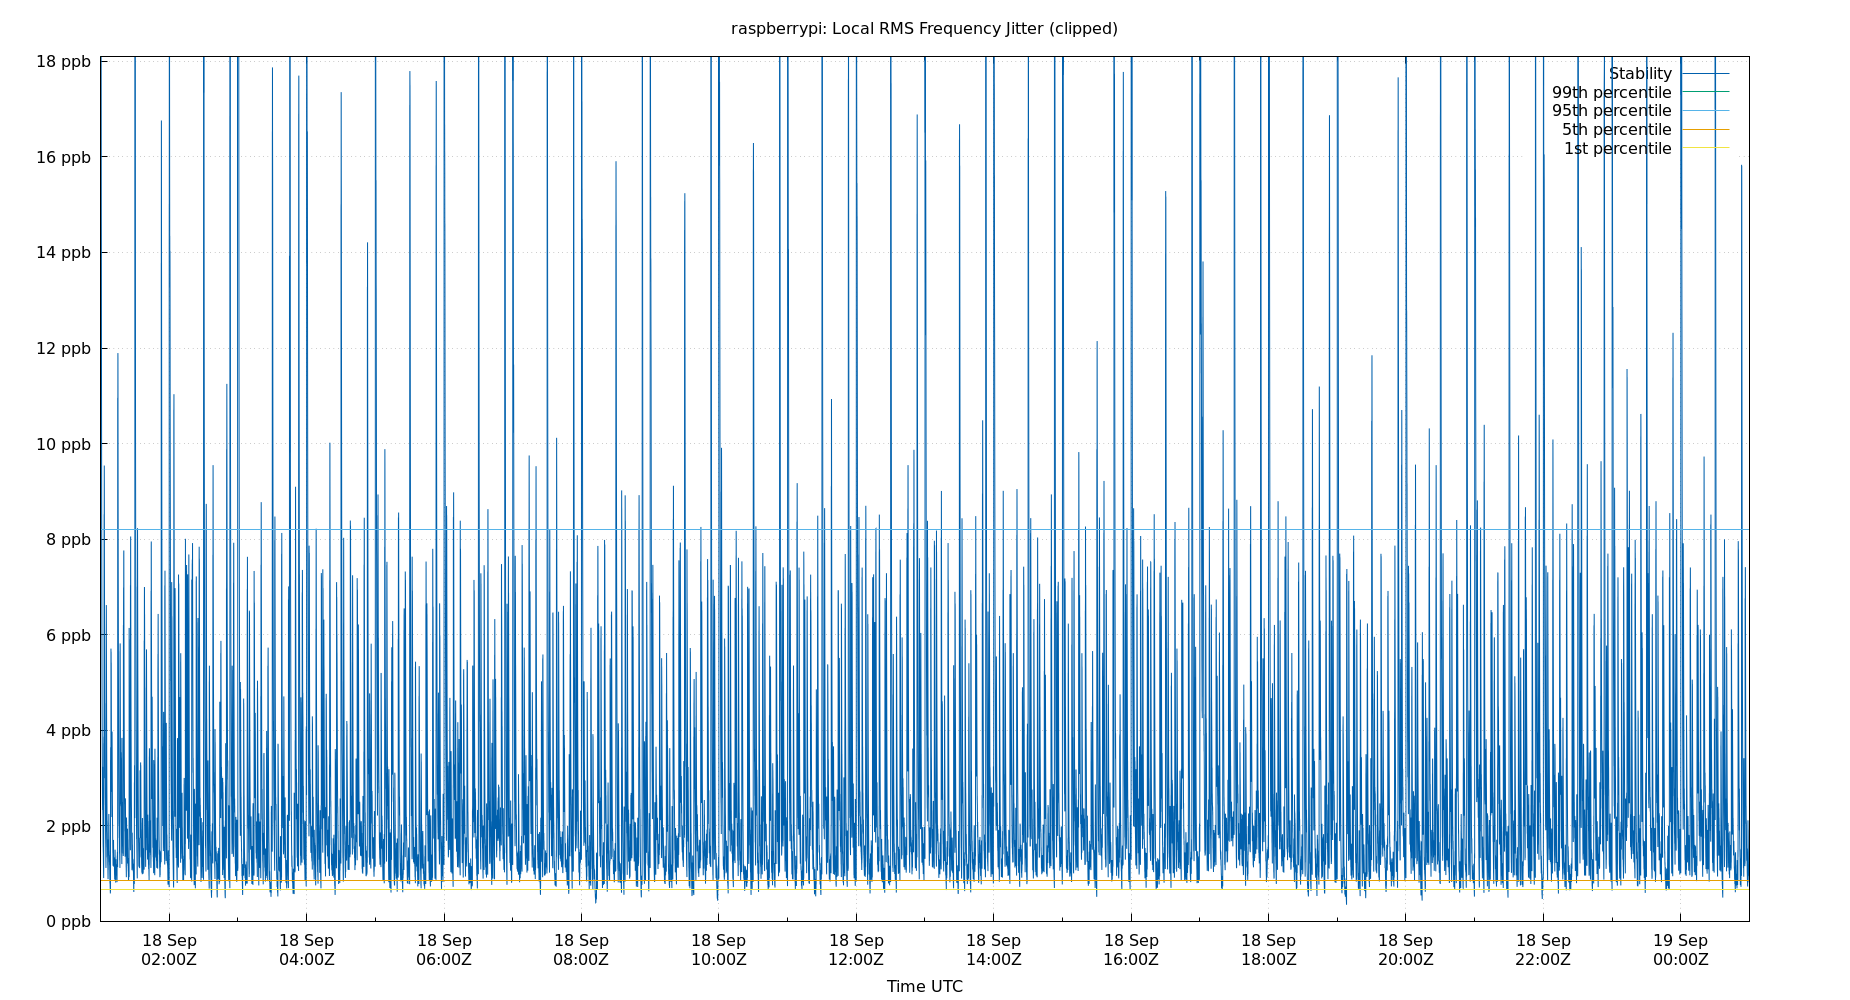 raspberrypi: Local RMS Frequency Jitter (clipped)
18 ppb
16 ppb
14 ppb
12 ppb
10 ppb
8 ppb
6 ppb
4 ppb
2 ppb
0 ppb
Stability
99th percentile
95th percentile
5th percentile
1st percentile
18 Sep 18 Sep 18 Sep 18 Sep 18 Sep 18 Sep 18 Sep 18 Sep 18 Sep 18 Sep 18 Sep 19 Sep
02:00Z 04:00Z 06:00Z 08:00Z 10:00Z 12:00Z 14:00Z 16:00Z 18:00Z 20:00Z 22:00Z 00:00Z
Time UTC